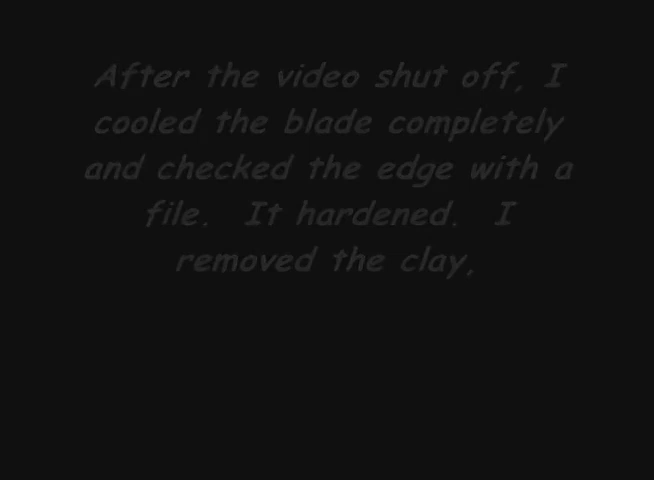 After the video shut off, I
cooled the blade completely
and checked the edge with a
file.  It hardened.  I
removed the clay,